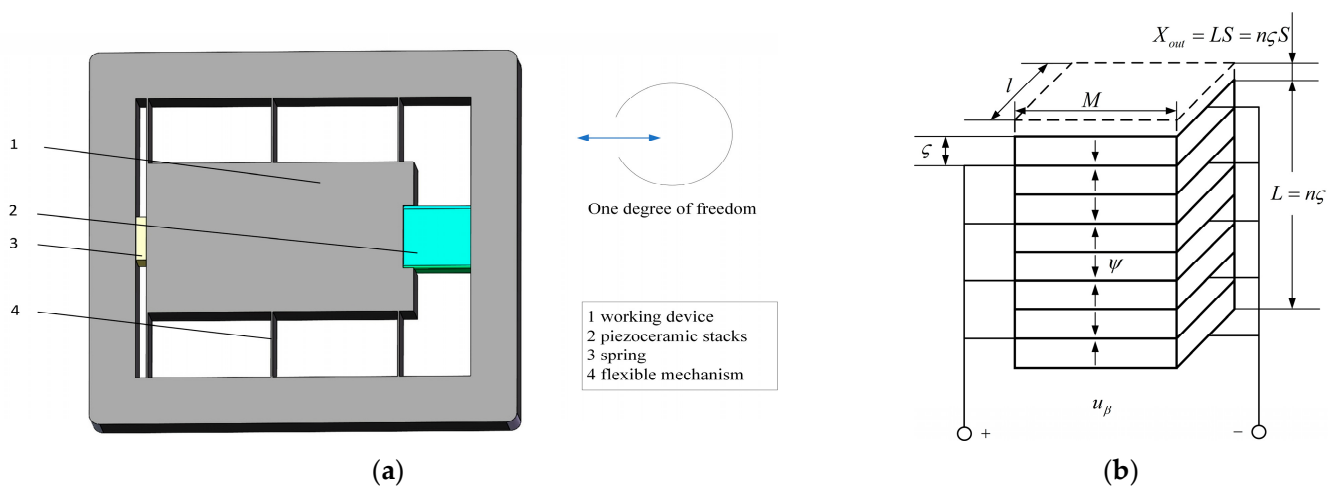 1
2
3
4
One degree of freedom
1 working device
2 piezoceramic stacks
3 spring
4 flexible mechanism
(a)
X_out = LS = nςS
l
M
ς
L = nς
ψ
u_β
+
−
(b)